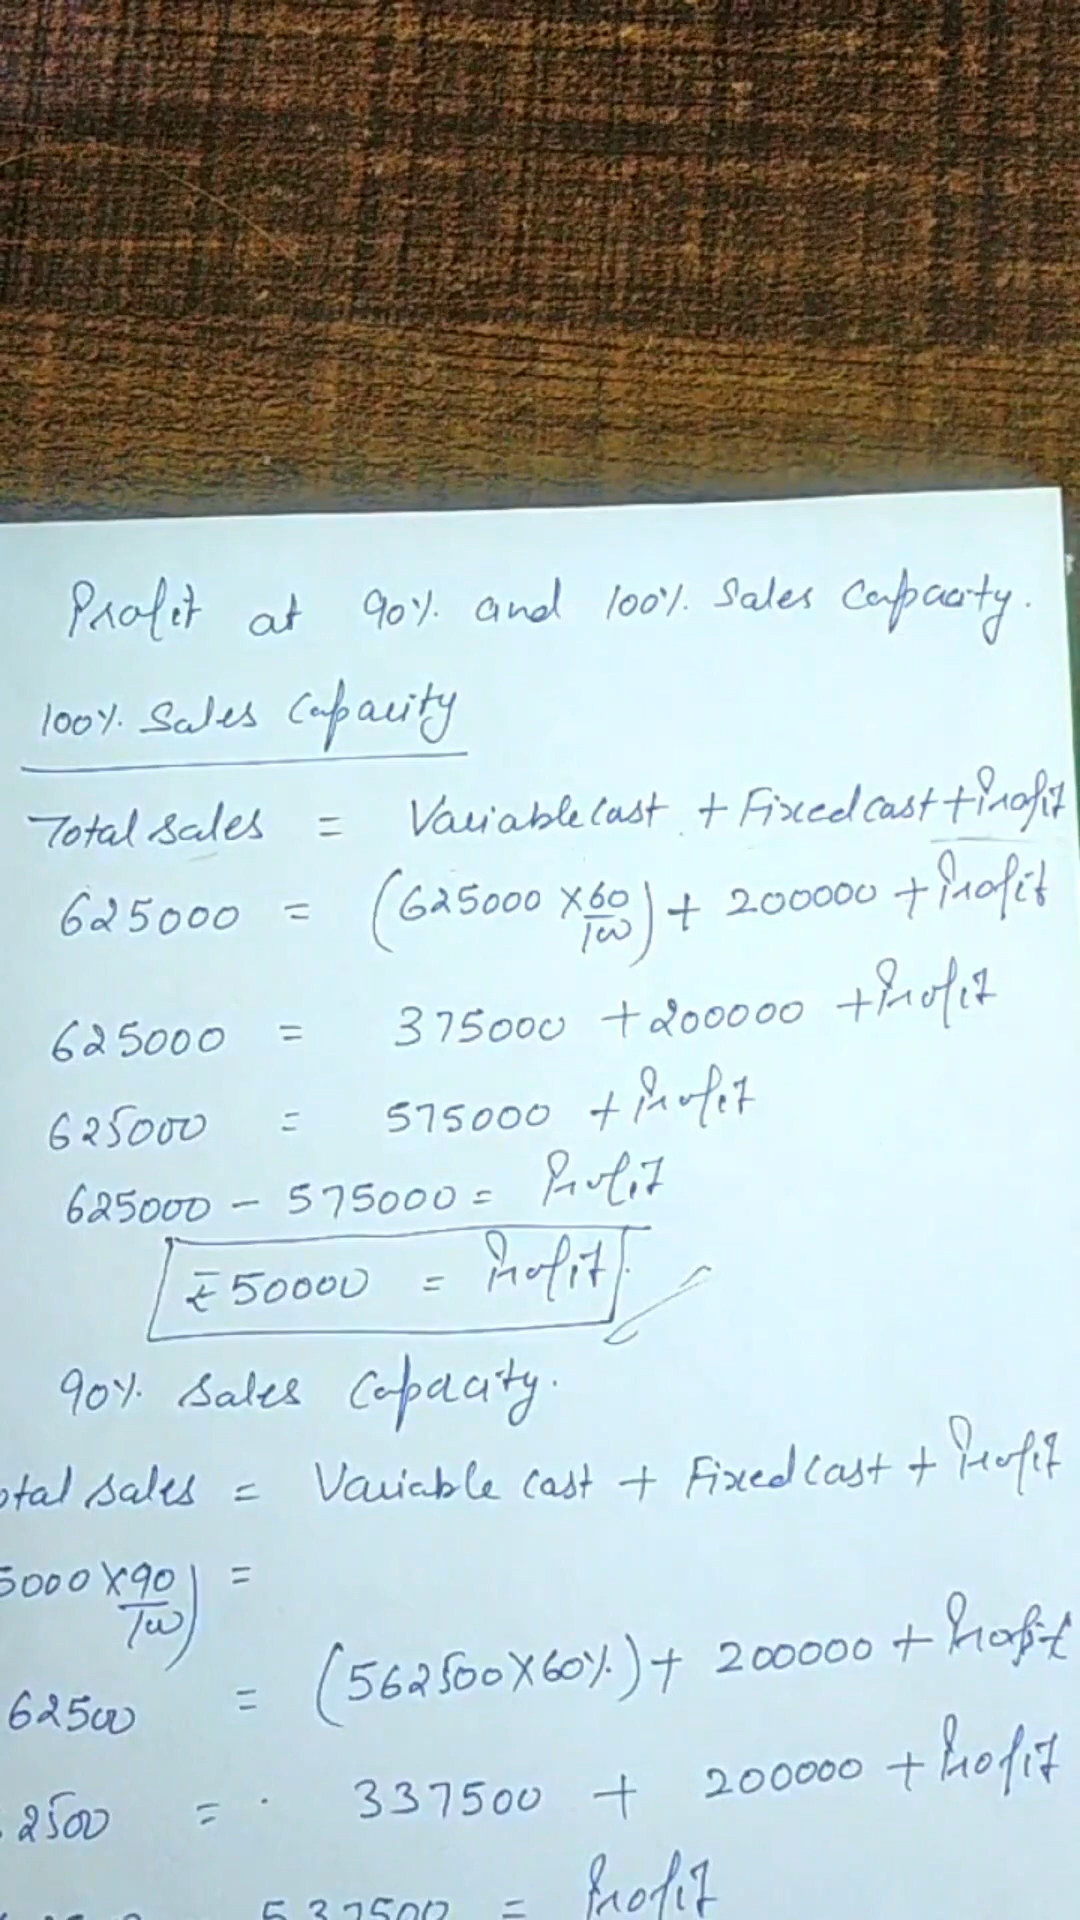 Profit at 90% and 100% Sales Capacity.
100% Sales Capacity
Total sales = Variable cost + Fixed cost + Profit
625000 = (625000 × 60/100) + 200000 + Profit
625000 = 375000 + 200000 + Profit
625000 = 575000 + Profit
625000 - 575000 = Profit
₹50000 = Profit
90% Sales Capacity.
otal sales = Variable cost + Fixed cost + Profit
5000 × 90/100) =
62500 = (562500 × 60%) + 200000 + Profit
2500 = 337500 + 200000 + Profit
537500 = Profit